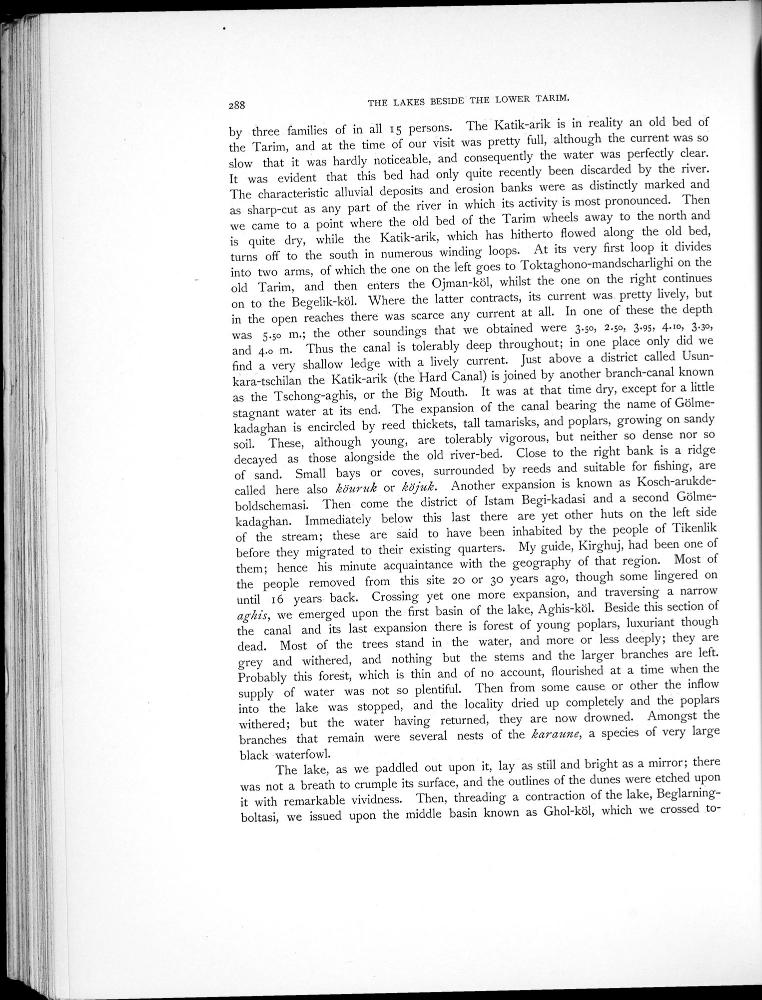 288
THE LAKES BESIDE THE LOWER TARIM.
by three families of in all 15 persons. The Katik-arik is in reality an old bed of
the Tarim, and at the time of our visit was pretty full, although the current was so
slow that it was hardly noticeable, and consequently the water was perfectly clear.
It was evident that this bed had only quite recently been discarded by the river.
The characteristic alluvial deposits and erosion banks were as distinctly marked and
as sharp-cut as any part of the river in which its activity is most pronounced. Then
we came to a point where the old bed of the Tarim wheels away to the north and
is quite dry, while the Katik-arik, which has hitherto flowed along the old bed,
turns off to the south in numerous winding loops. At its very first loop it divides
into two arms, of which the one on the left goes to Toktaghono-mandscharlighi on the
old Tarim, and then enters the Ojman-köl, whilst the one on the right continues
on to the Begelik-köl. Where the latter contracts, its current was pretty lively, but
in the open reaches there was scarce any current at all. In one of these the depth
was 5.50 m.; the other soundings that we obtained were 3.50, 2.50, 3.95, 4.10, 3.30,
and 4.0 m. Thus the canal is tolerably deep throughout; in one place only did we
find a very shallow ledge with a lively current. Just above a district called Usun-
kara-tschilan the Katik-arik (the Hard Canal) is joined by another branch-canal known
as the Tschong-aghis, or the Big Mouth. It was at that time dry, except for a little
stagnant water at its end. The expansion of the canal bearing the name of Gölme-
kadaghan is encircled by reed thickets, tall tamarisks, and poplars, growing on sandy
soil. These, although young, are tolerably vigorous, but neither so dense nor so
decayed as those alongside the old river-bed. Close to the right bank is a ridge
of sand. Small bays or coves, surrounded by reeds and suitable for fishing, are
called here also köuruk or köjuk. Another expansion is known as Kosch-arukde-
boldschemasi. Then come the district of Istam Begi-kadasi and a second Gölme-
kadaghan. Immediately below this last there are yet other huts on the left side
of the stream; these are said to have been inhabited by the people of Tikenlik
before they migrated to their existing quarters. My guide, Kirghuj, had been one of
them; hence his minute acquaintance with the geography of that region. Most of
the people removed from this site 20 or 30 years ago, though some lingered on
until 16 years back. Crossing yet one more expansion, and traversing a narrow
aghis, we emerged upon the first basin of the lake, Aghis-köl. Beside this section of
the canal and its last expansion there is forest of young poplars, luxuriant though
dead. Most of the trees stand in the water, and more or less deeply; they are
grey and withered, and nothing but the stems and the larger branches are left.
Probably this forest, which is thin and of no account, flourished at a time when the
supply of water was not so plentiful. Then from some cause or other the inflow
into the lake was stopped, and the locality dried up completely and the poplars
withered; but the water having returned, they are now drowned. Amongst the
branches that remain were several nests of the karaune, a species of very large
black waterfowl.
The lake, as we paddled out upon it, lay as still and bright as a mirror; there
was not a breath to crumple its surface, and the outlines of the dunes were etched upon
it with remarkable vividness. Then, threading a contraction of the lake, Beglarning-
boltasi, we issued upon the middle basin known as Ghol-köl, which we crossed to-